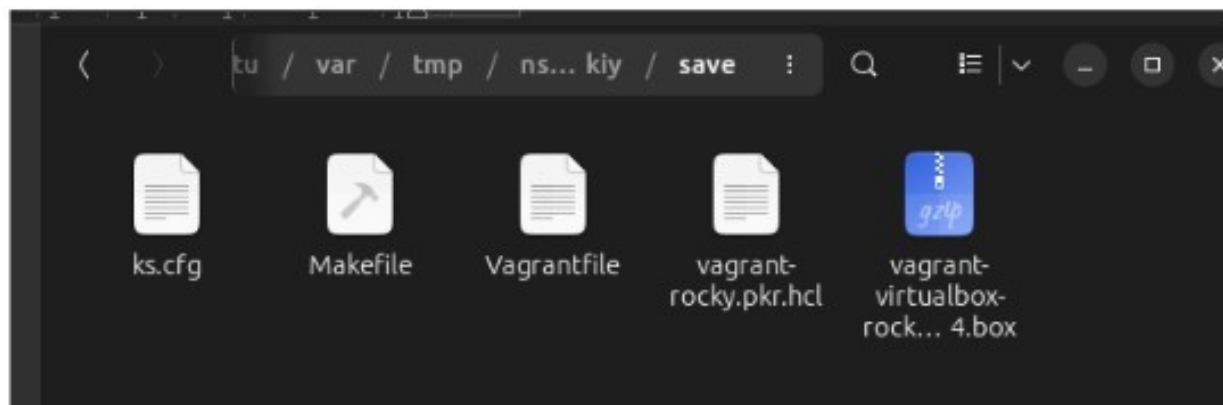 tu / var / tmp / ns... kiy / save
gzip
ks.cfg
Makefile
Vagrantfile
vagrant-
rocky.pkr.hcl
vagrant-
virtualbox-
rock... 4.box